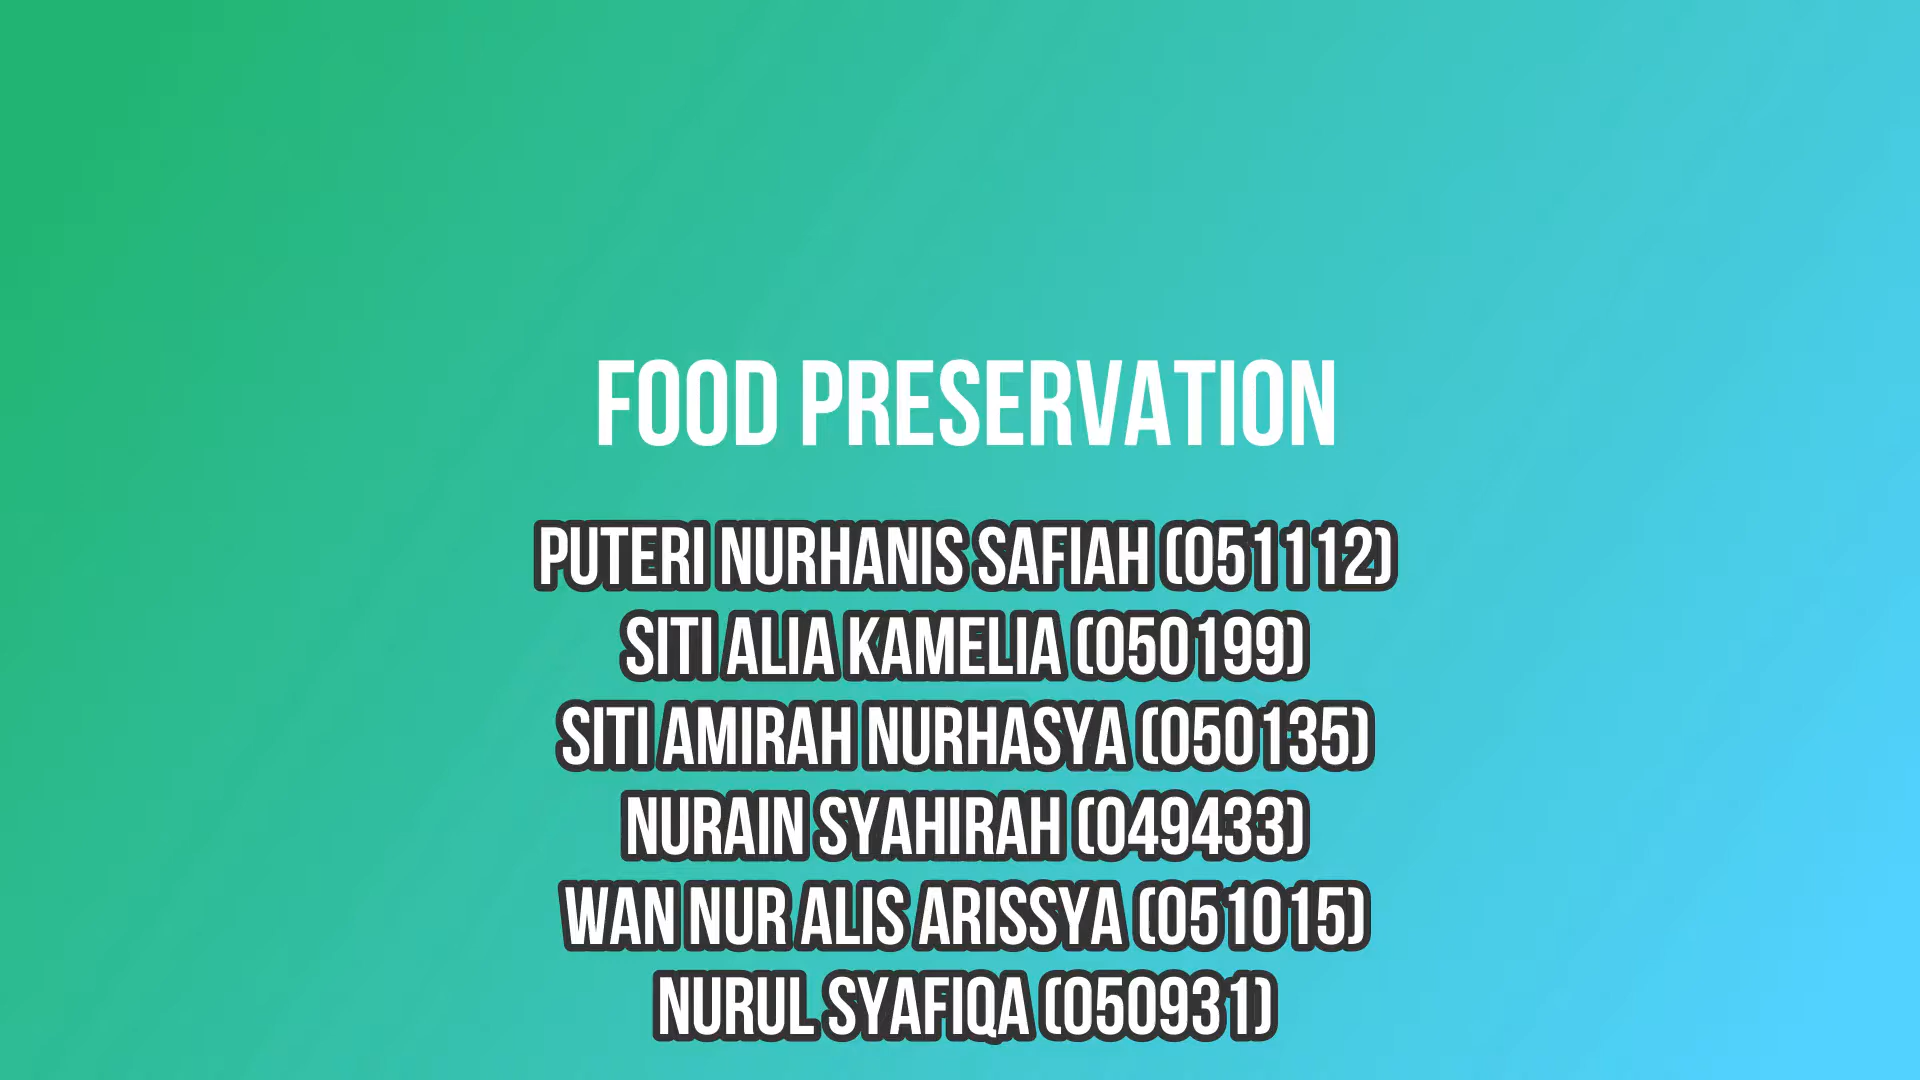 FOOD PRESERVATION
PUTERI NURHANIS SAFIAH (051112)
SITI ALIA KAMELIA (050199)
SITI AMIRAH NURHASYA (050135)
NURAIN SYAHIRAH (049433)
WAN NUR ALIS ARISSYA (051015)
NURUL SYAFIQA (050931)